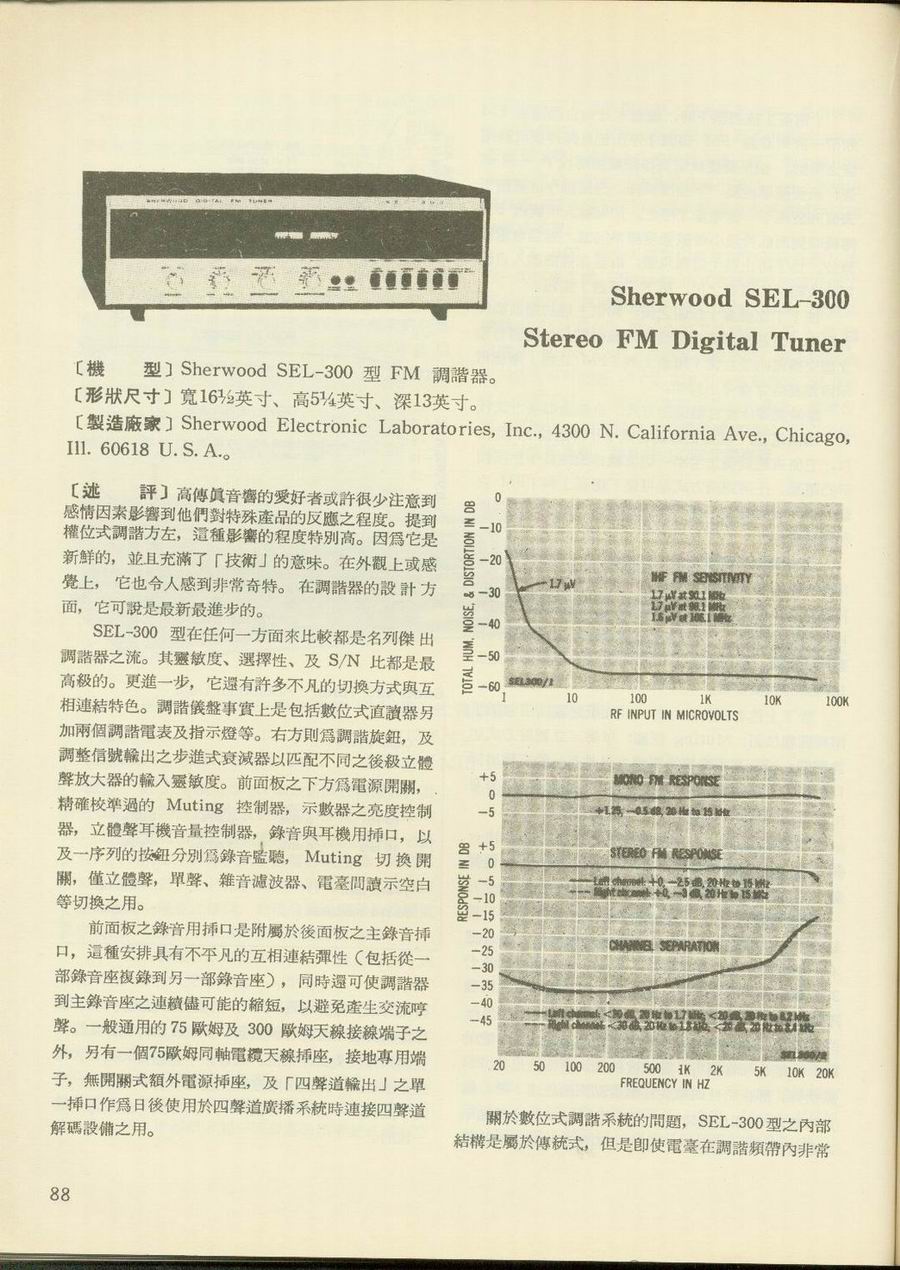 SHERWOOD DIGITAL FM TUNER
Sherwood SEL-300
Stereo FM Digital Tuner
〔機　型〕Sherwood SEL-300 型 FM 調諧器。
〔形狀尺寸〕寬16½英寸、高5¼英寸、深13英寸。
〔製造廠家〕Sherwood Electronic Laboratories, Inc., 4300 N. California Ave., Chicago,
Ill. 60618 U. S. A.。
〔述　評〕高傳眞音響的愛好者或許很少注意到
感情因素影響到他們對特殊產品的反應之程度。提到
權位式調諧方左，這種影響的程度特別高。因爲它是
新鮮的，並且充滿了「技術」的意味。在外觀上或感
覺上，它也令人感到非常奇特。在調諧器的設計方
面，它可說是最新最進步的。
SEL-300 型在任何一方面來比較都是名列傑出
調諧器之流。其靈敏度、選擇性、及 S/N 比都是最
高級的。更進一步，它還有許多不凡的切換方式與互
相連結特色。調諧儀盤事實上是包括數位式直讀器另
加兩個調諧電表及指示燈等。右方則爲調諧旋鈕，及
調整信號輸出之步進式衰減器以匹配不同之後級立體
聲放大器的輸入靈敏度。前面板之下方爲電源開關，
精確校準過的 Muting 控制器，示數器之亮度控制
器，立體聲耳機音量控制器，錄音與耳機用插口，以
及一序列的按鈕分別爲錄音監聽，Muting 切換開
關，僅立體聲，單聲、雜音濾波器、電臺間讀示空白
等切換之用。
前面板之錄音用插口是附屬於後面板之主錄音插
口，這種安排具有不平凡的互相連結彈性（包括從一
部錄音座複錄到另一部錄音座），同時還可使調諧器
到主錄音座之連續儘可能的縮短，以避免產生交流哼
聲。一般通用的 75 歐姆及 300 歐姆天線接線端子之
外，另有一個75歐姆同軸電纜天線插座，接地專用端
子，無開關式額外電源插座，及「四聲道輸出」之單
一插口作爲日後使用於四聲道廣播系統時連接四聲道
解碼設備之用。
TOTAL HUM, NOISE, & DISTORTION IN DB
0
−10
−20
−30
−40
−50
−60
1.7 μV
IHF FM SENSITIVITY
1.7 μV at 90.1 MHz
1.7 μV at 98.1 MHz
1.6 μV at 106.1 MHz
SEL300/1
1 10 100 1K 10K 100K
RF INPUT IN MICROVOLTS
RESPONSE IN DB
+5
0
−5
MONO FM RESPONSE
+1.25, −0.5 dB, 20 Hz to 15 kHz
+5
0
−5
−10
−15
−20
−25
−30
−35
−40
−45
STEREO FM RESPONSE
Left channel: +0, −2.5 dB, 20 Hz to 15 kHz
Right channel: +0, −3 dB, 20 Hz to 15 kHz
CHANNEL SEPARATION
Left channel: <30 dB, 20 Hz to 1.7 kHz; <20 dB, 20 Hz to 8.2 kHz
Right channel: <30 dB, 20 Hz to 1.8 kHz; <20 dB, 20 Hz to 8.4 kHz
SEL300/2
20 50 100 200 500 1K 2K 5K 10K 20K
FREQUENCY IN HZ
關於數位式調諧系統的問題，SEL-300型之內部
結構是屬於傳統式，但是卽使電臺在調諧頻帶內非常
88